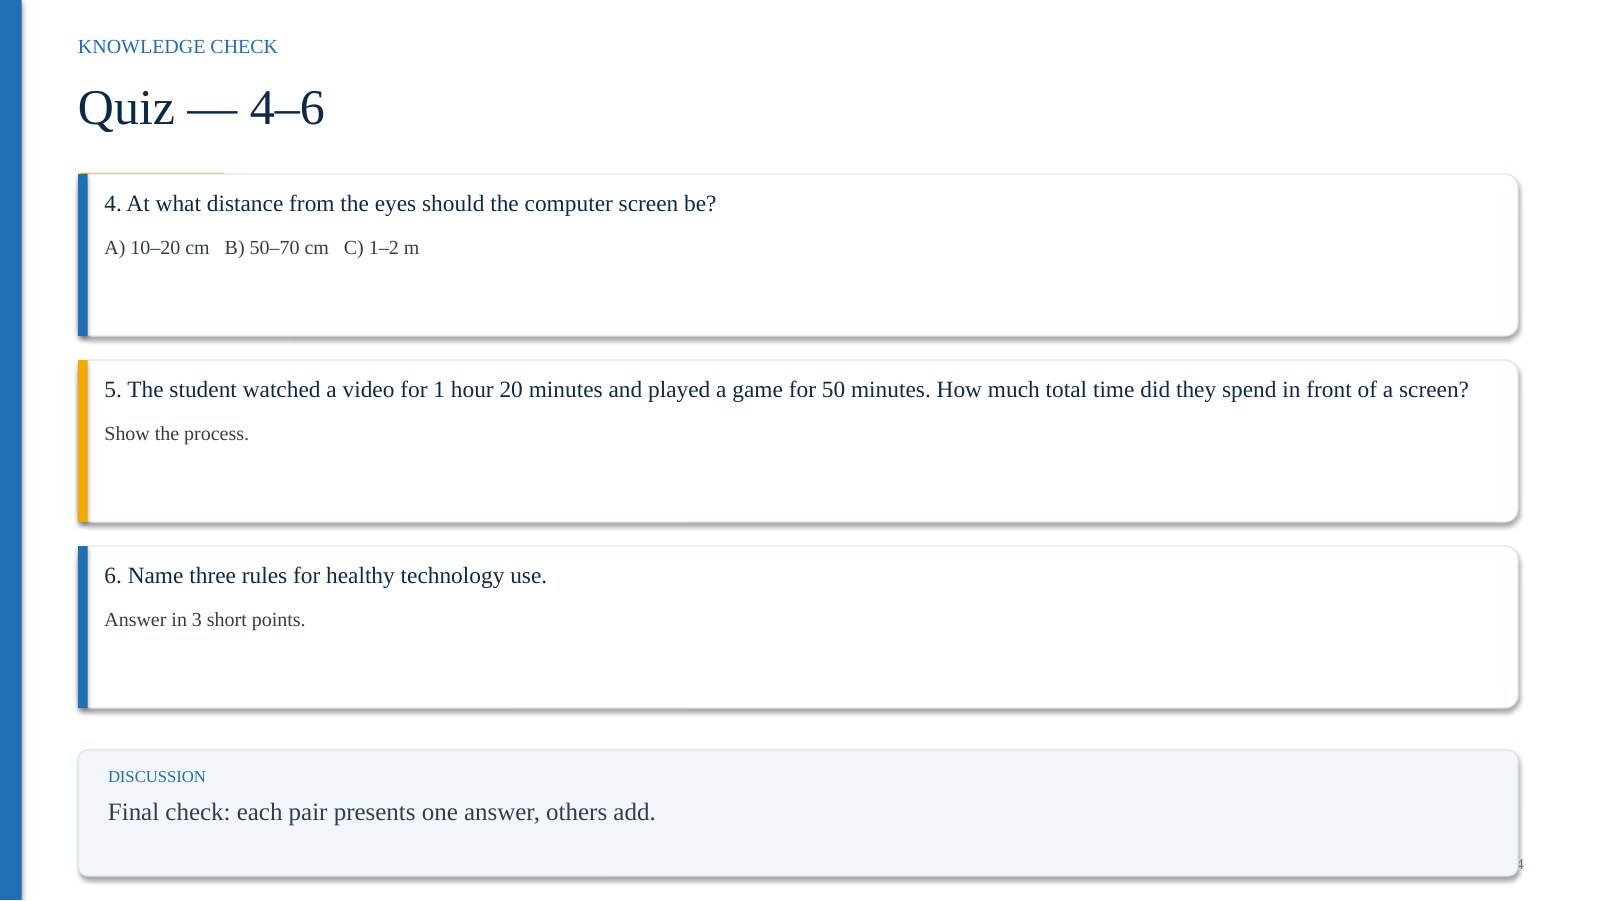 KNOWLEDGE CHECK
Quiz — 4–6
4. At what distance from the eyes should the computer screen be?
A) 10–20 cm   B) 50–70 cm   C) 1–2 m
5. The student watched a video for 1 hour 20 minutes and played a game for 50 minutes. How much total time did they spend in front of a screen?
Show the process.
6. Name three rules for healthy technology use.
Answer in 3 short points.
DISCUSSION
Final check: each pair presents one answer, others add.